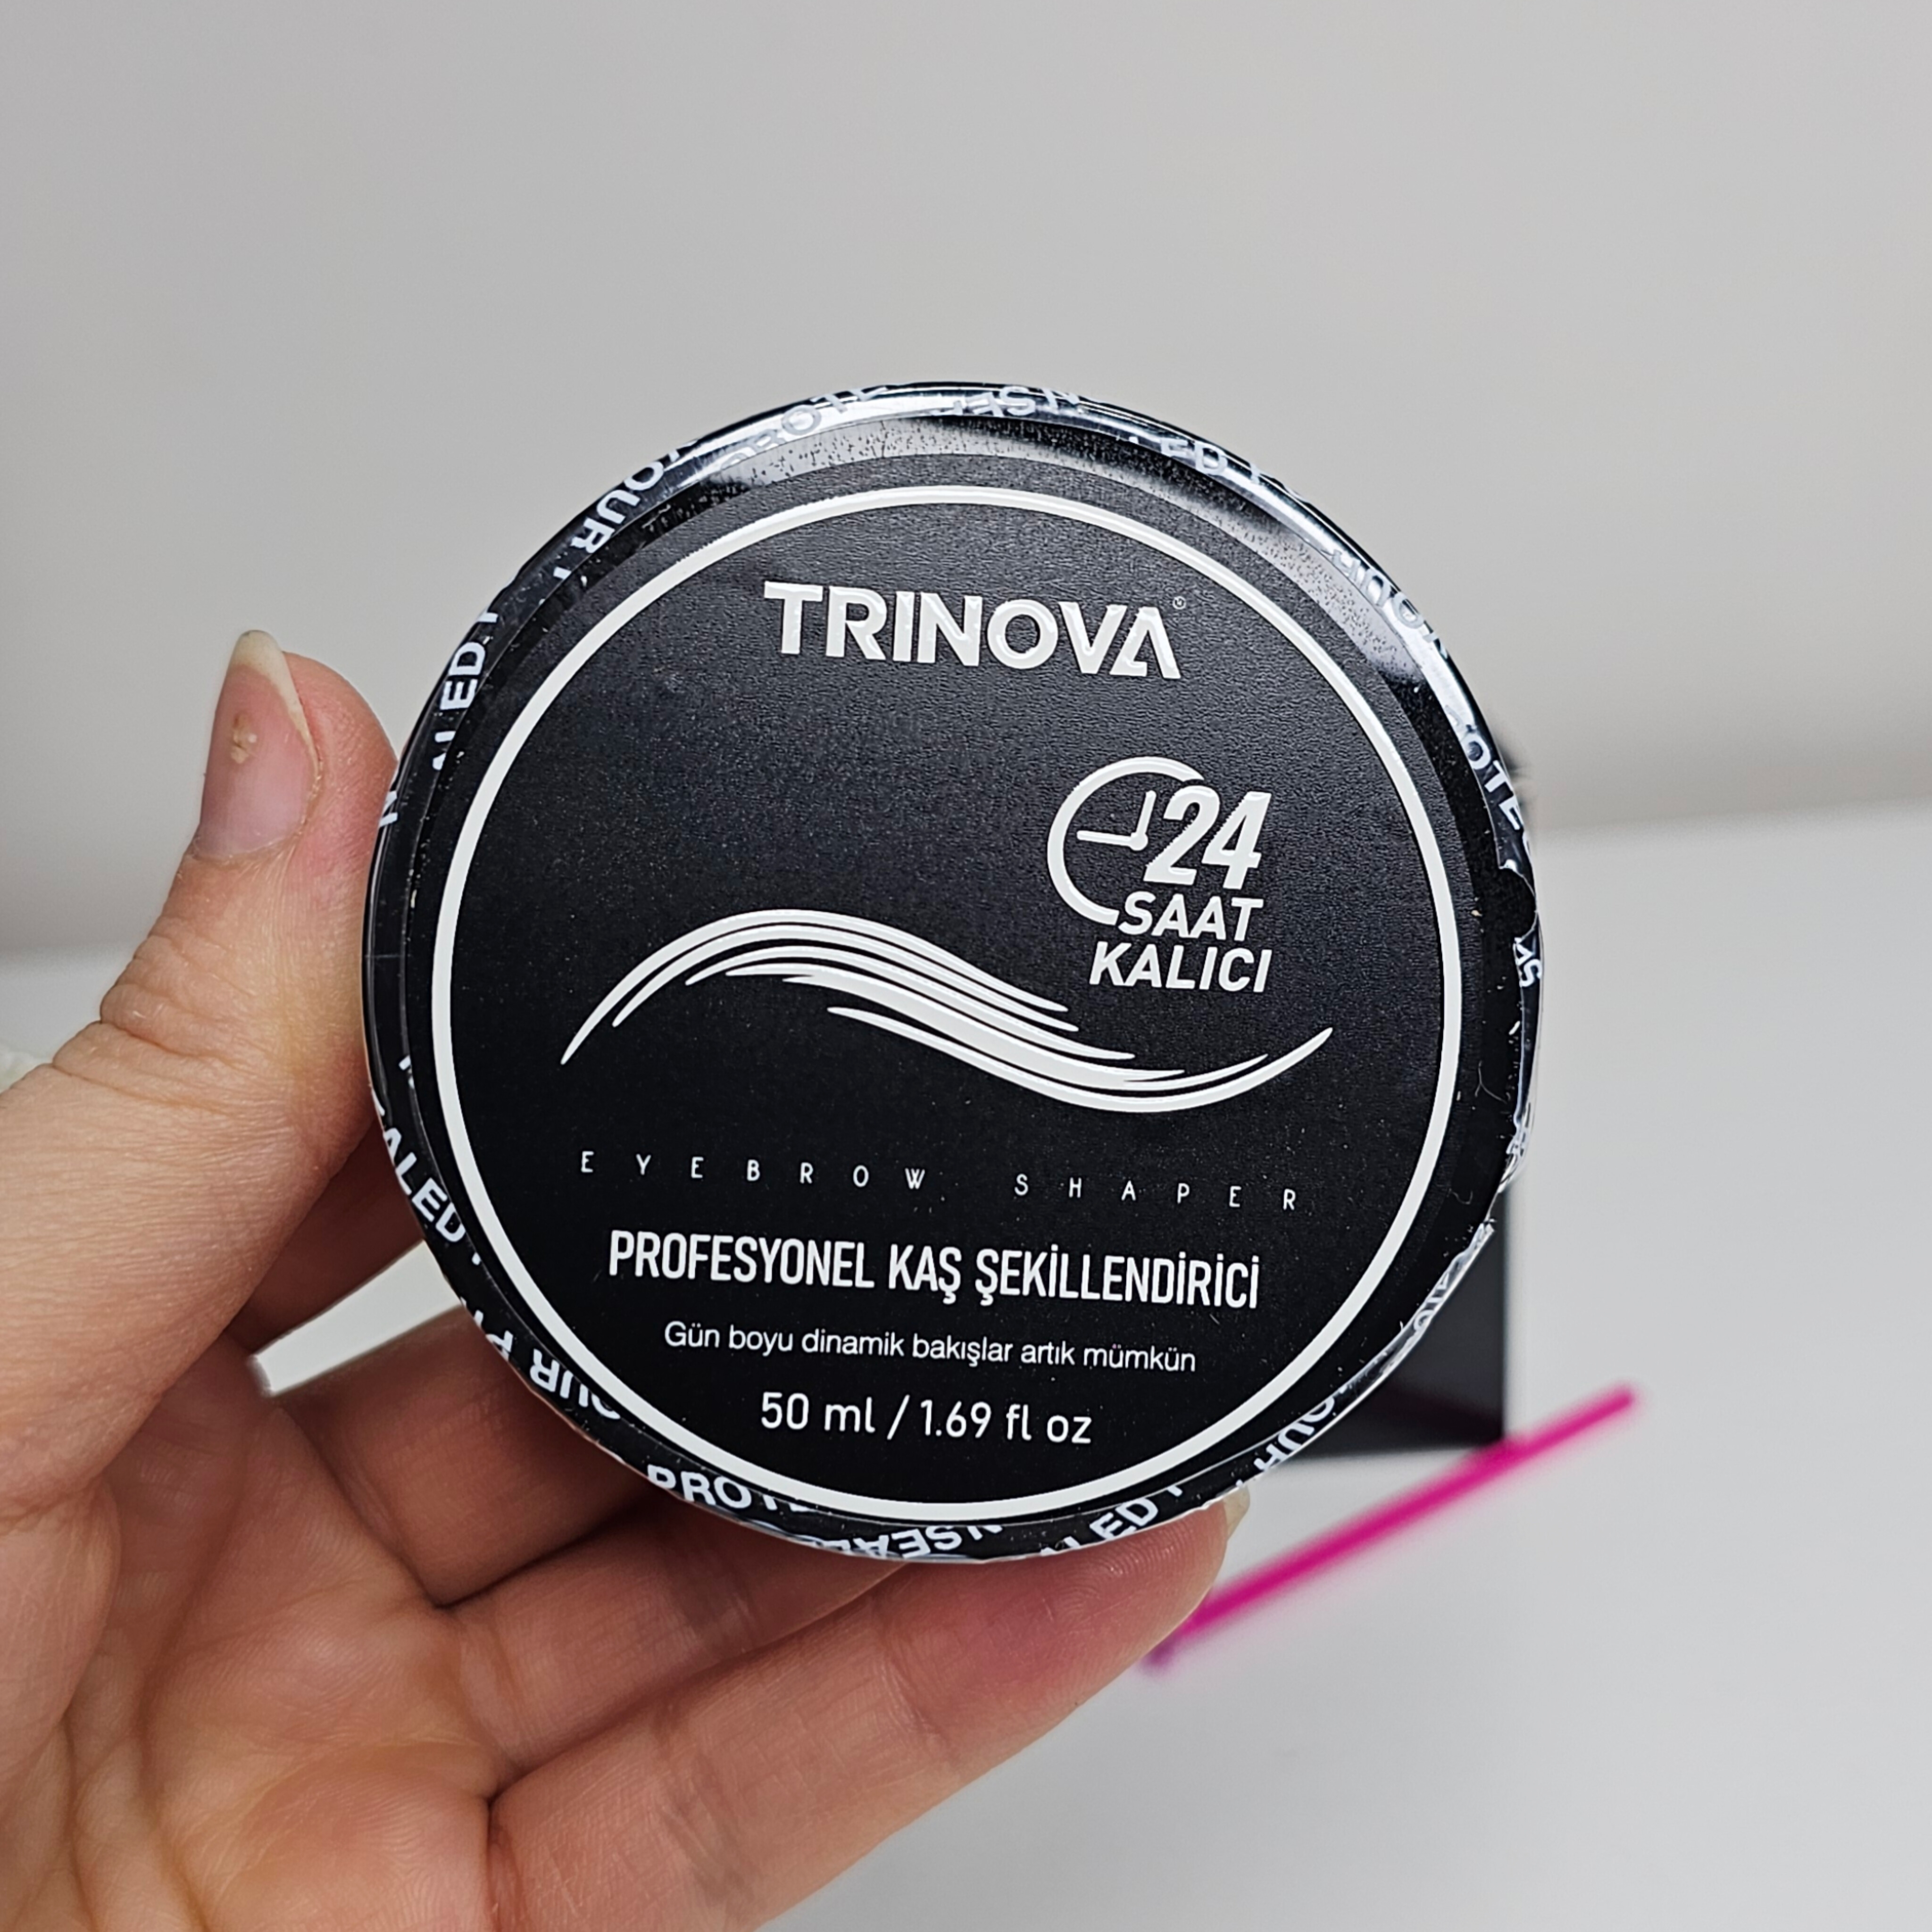 TRINOVA®
24
SAAT
KALICI
EYEBROW SHAPER
PROFESYONEL KAŞ ŞEKİLLENDİRİCİ
Gün boyu dinamik bakışlar artık mümkün
50 ml / 1.69 fl oz